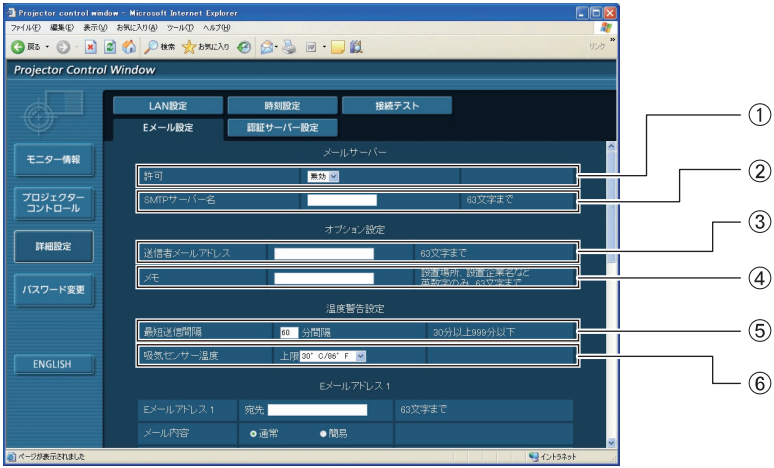 Projector control window - Microsoft Internet Explorer
ファイル(F) 編集(E) 表示(V) お気に入り(A) ツール(T) ヘルプ(H)
戻る 検索 お気に入り リンク »
Projector Control Window
LAN設定 時刻設定 接続テスト
Eメール設定 認証サーバー設定
モニター情報
プロジェクター
コントロール
詳細設定
パスワード変更
ENGLISH
メールサーバー
許可 無効 ①
SMTPサーバー名 63文字まで ②
オプション設定
送信者メールアドレス 63文字まで ③
メモ 設置場所、設置企業名など
英数字のみ 63文字まで ④
温度警告設定
最短送信間隔 60 分間隔 30分以上999分以下 ⑤
吸気センサー温度 上限 30°C/86°F ⑥
Eメールアドレス 1
Eメールアドレス 1 宛先 63文字まで
メール内容 通常 簡易
ページが表示されました イントラネット